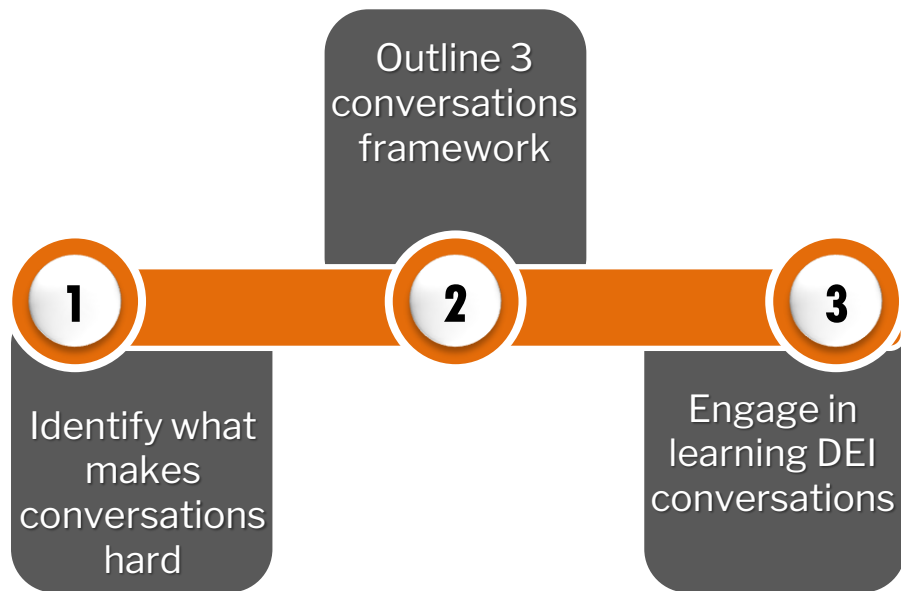 1
Identify what
makes
conversations
hard
2
Outline 3
conversations
framework
3
Engage in
learning DEI
conversations